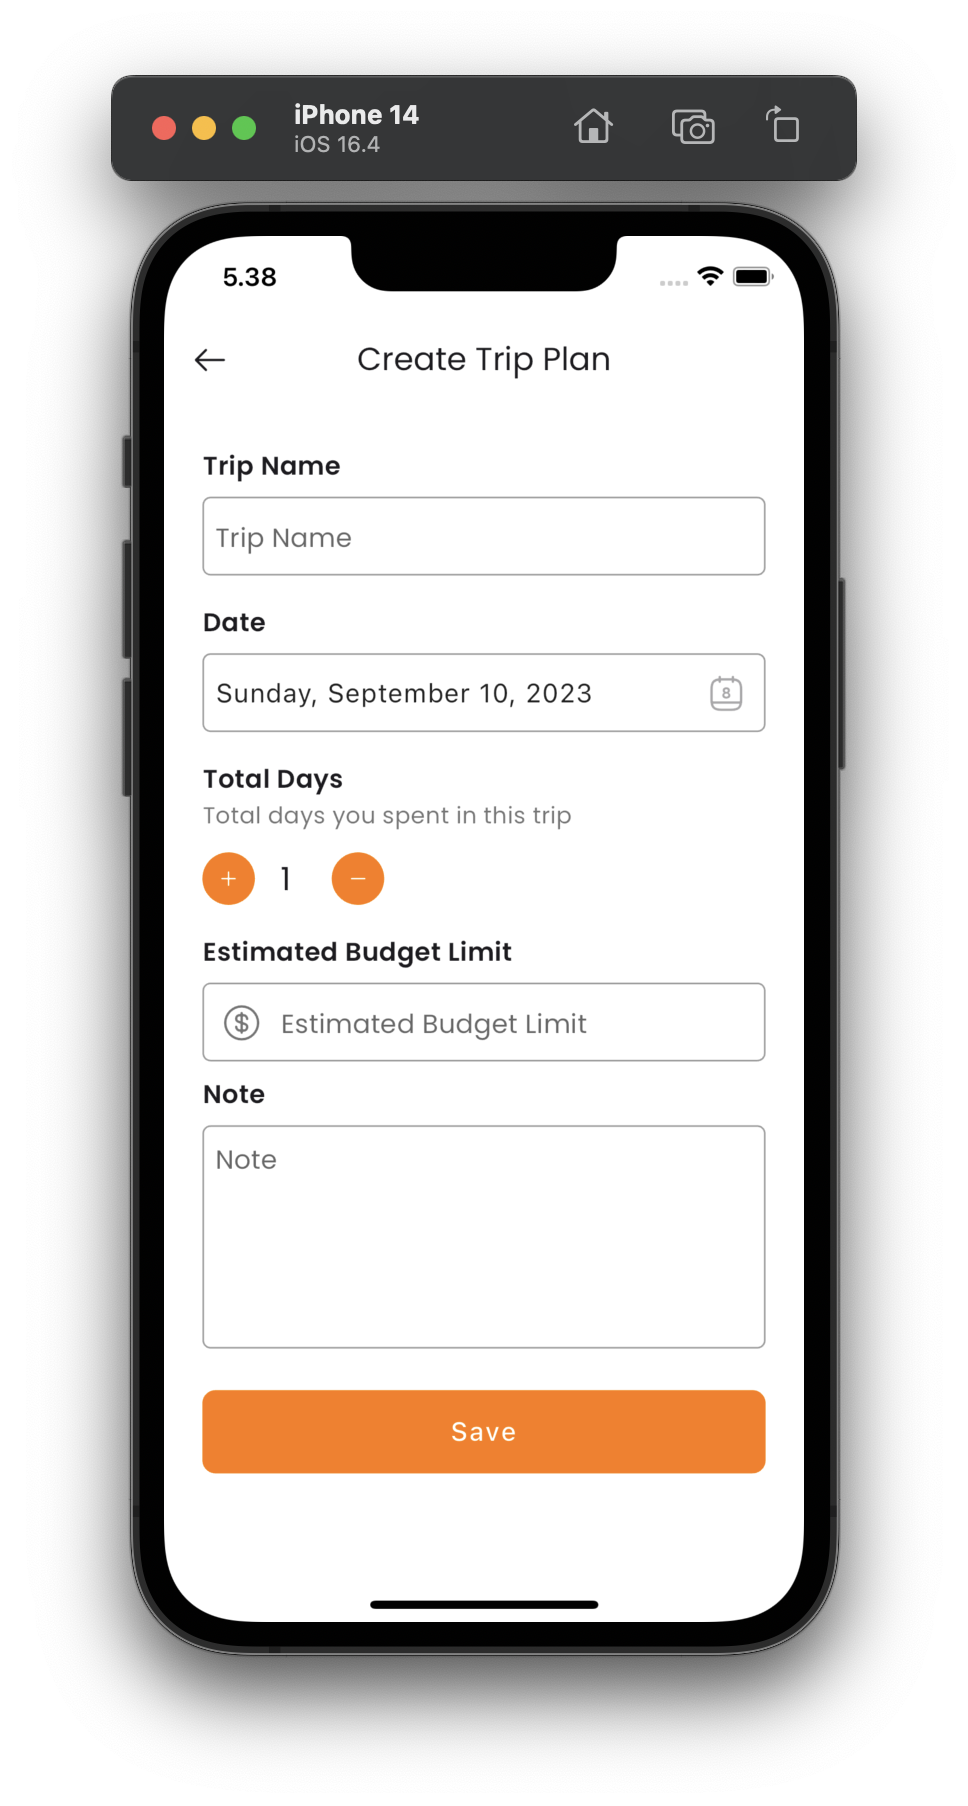 iPhone 14
iOS 16.4
5.38
Create Trip Plan
Trip Name
Trip Name
Date
Sunday, September 10, 2023
8
Total Days
Total days you spent in this trip
+ 1 −
Estimated Budget Limit
$ Estimated Budget Limit
Note
Note
Save